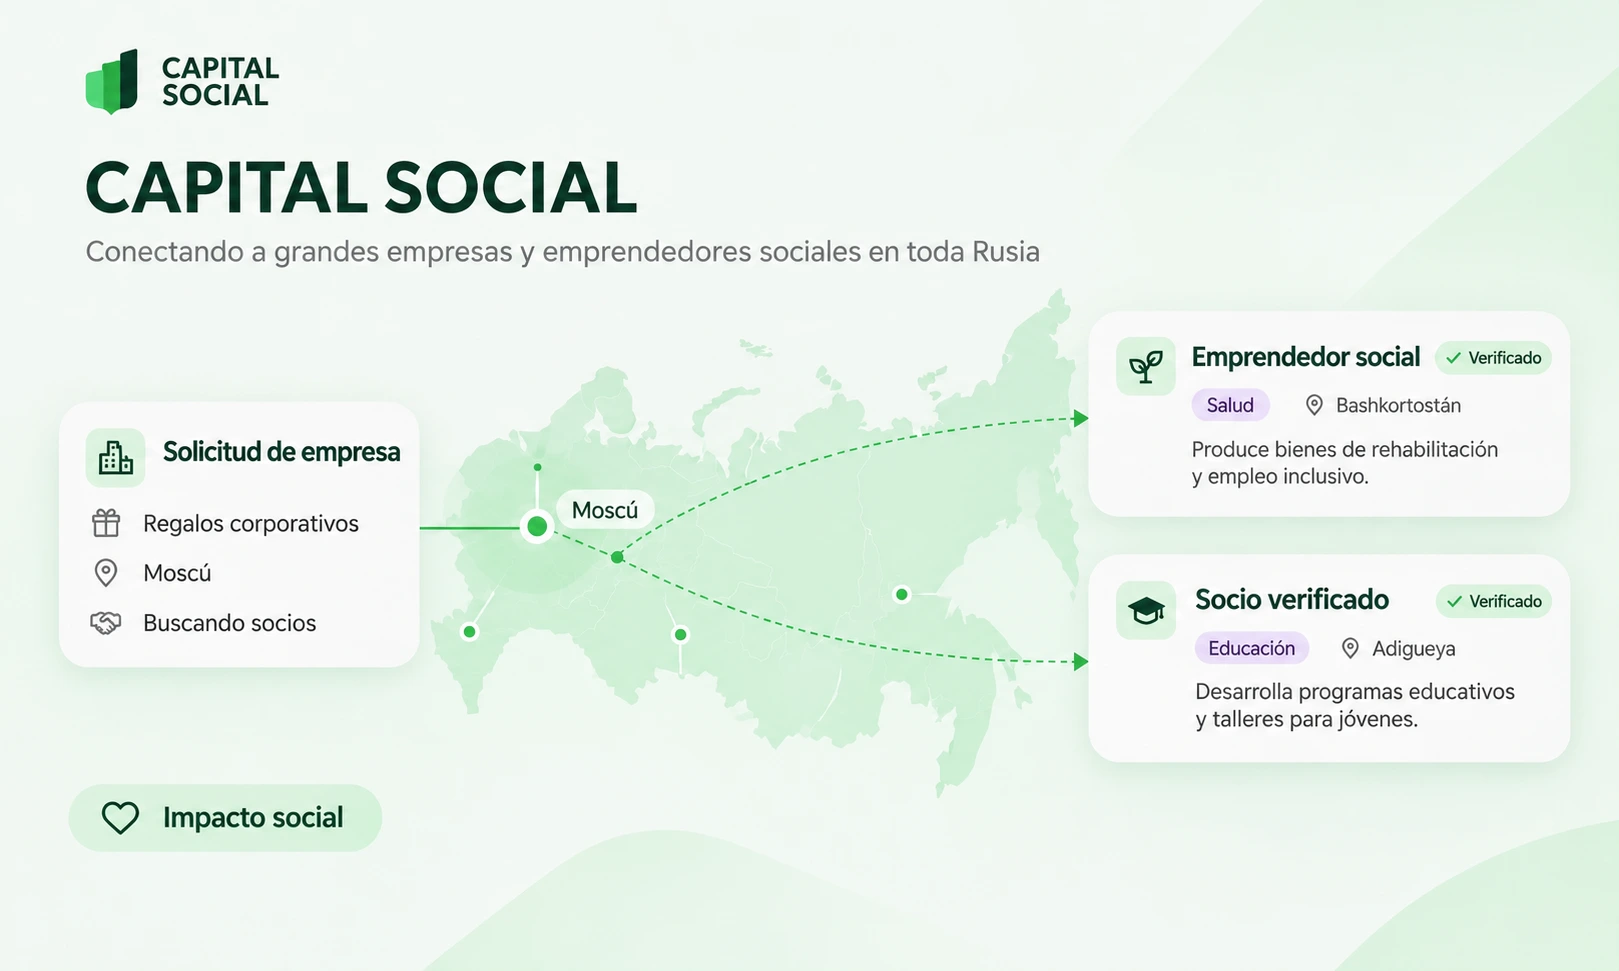 CAPITAL
SOCIAL
CAPITAL SOCIAL
Conectando a grandes empresas y emprendedores sociales en toda Rusia
Solicitud de empresa
Regalos corporativos
Moscú
Buscando socios
Moscú
Emprendedor social
Verificado
Salud
Bashkortostán
Produce bienes de rehabilitación
y empleo inclusivo.
Socio verificado
Verificado
Educación
Adigueya
Desarrolla programas educativos
y talleres para jóvenes.
Impacto social